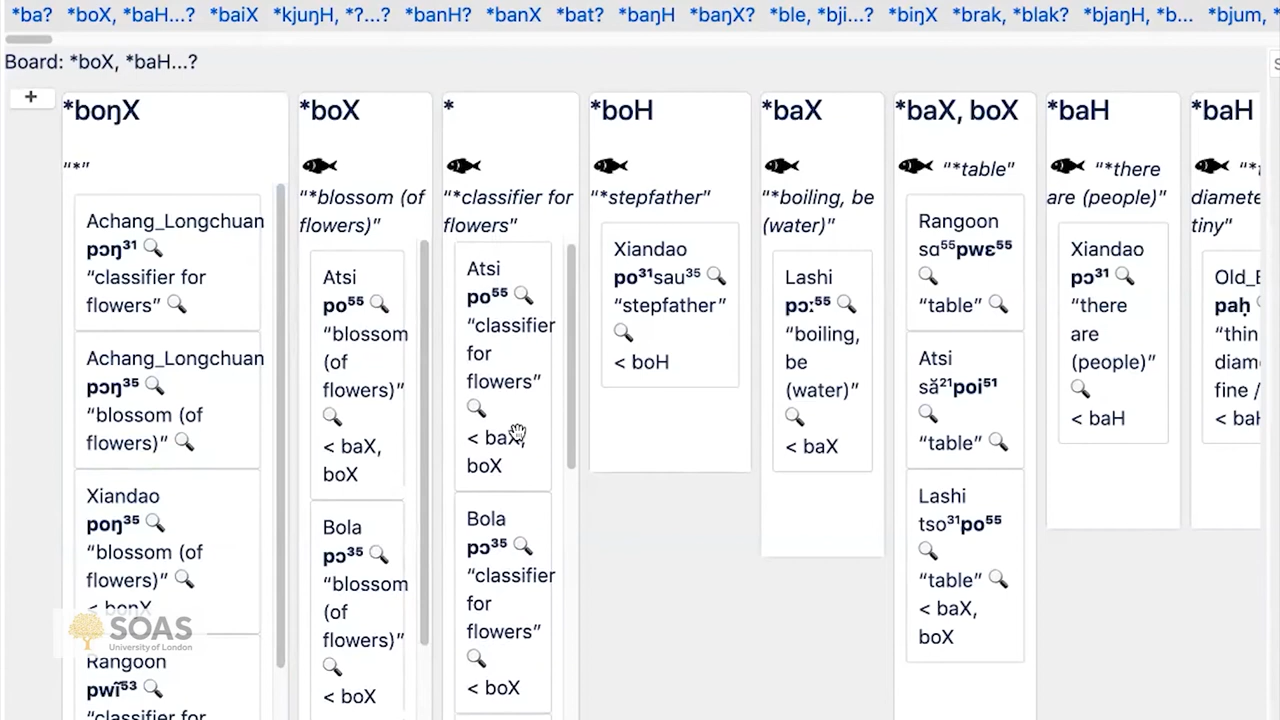 *ba? *boX, *baH...? *baiX *kjuŋH, *?...? *banH? *banX *bat? *baŋH *baŋX? *ble, *bji...? *biŋX *brak, *blak? *bjaŋH, *b... *bjum, *
Board: *boX, *baH...?
+
*boŋX
"*"
Achang_Longchuan
pɔŋ³¹
"classifier for
flowers"
Achang_Longchuan
pɔŋ³⁵
"blossom (of
flowers)"
Xiandao
poŋ³⁵
"blossom (of
flowers)"
< boŋX
Rangoon
pwĩ⁵³
"classifier for
*boX
"*blossom (of
flowers)"
Atsi
po⁵⁵
"blossom
(of
flowers)"
< baX,
boX
Bola
pɔ³⁵
"blossom
(of
flowers)"
< boX
*
"*classifier for
flowers"
Atsi
po⁵⁵
"classifier
for
flowers"
< baX,
boX
Bola
pɔ³⁵
"classifier
for
flowers"
< boX
*boH
"*stepfather"
Xiandao
po³¹sau³⁵
"stepfather"
< boH
*baX
"*boiling, be
(water)"
Lashi
pɔː⁵⁵
"boiling,
be
(water)"
< baX
*baX, boX
"*table"
Rangoon
sɑ⁵⁵pwɛ⁵⁵
"table"
Atsi
să²¹poi⁵¹
"table"
Lashi
tso³¹po⁵⁵
"table"
< baX,
boX
*baH
"*there
are (people)"
Xiandao
pɔ³¹
"there
are
(people)"
< baH
*baH
diamete
tiny"
paḥ
"thin
diam
fine /
SOAS
University of London